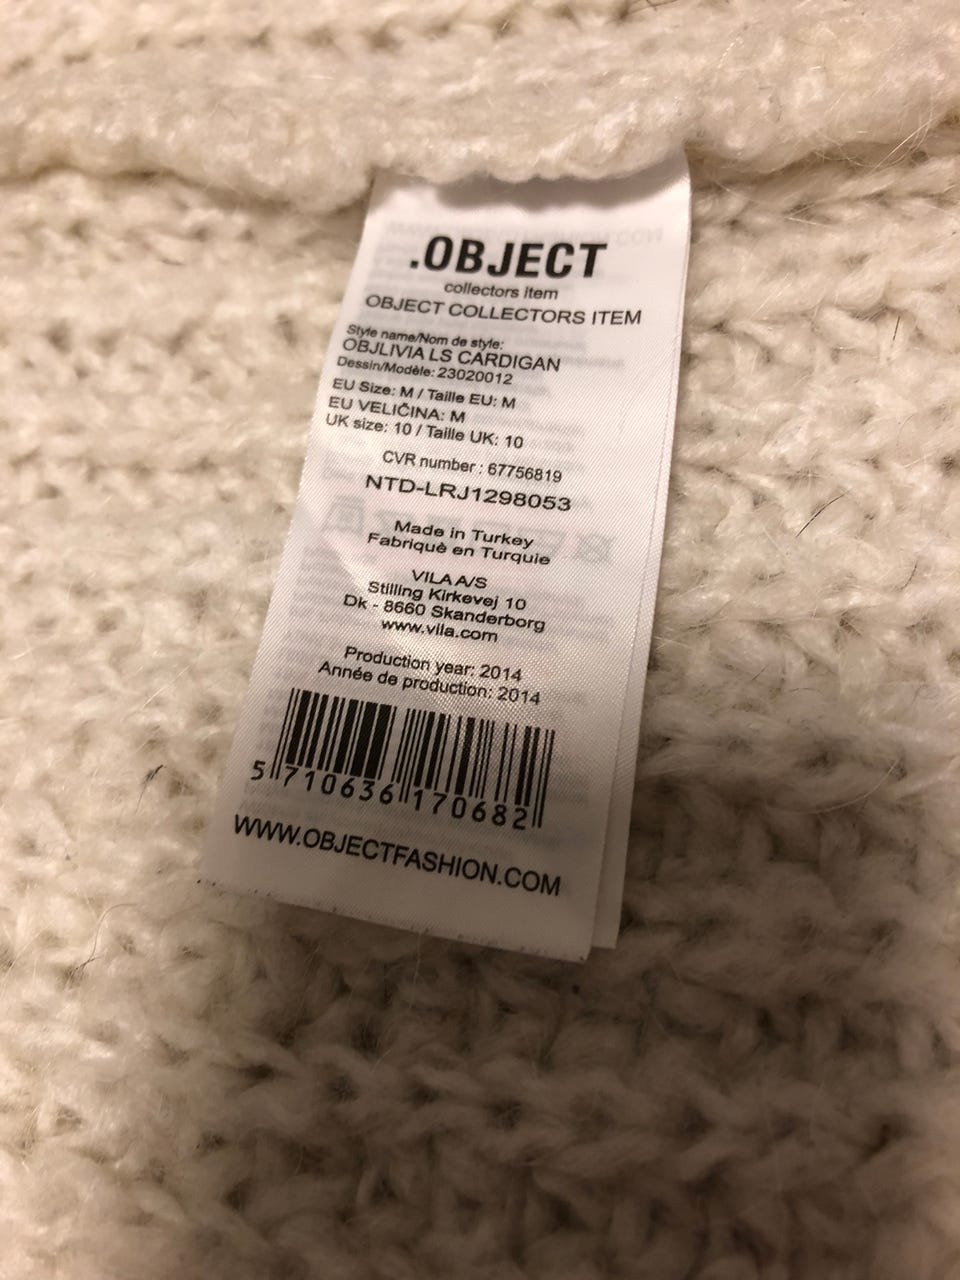 .OBJECT
collectors item
OBJECT COLLECTORS ITEM
Style name/Nom de style:
OBJLIVIA LS CARDIGAN
Dessin/Modèle: 23020012
EU Size: M / Taille EU: M
EU VELIČINA: M
UK size: 10 / Taille UK: 10
CVR number : 67756819
NTD-LRJ1298053
Made in Turkey
Fabriquè en Turquie
VILA A/S
Stilling Kirkevej 10
Dk - 8660 Skanderborg
www.vila.com
Production year: 2014
Année de production: 2014
5 710636 170682
WWW.OBJECTFASHION.COM